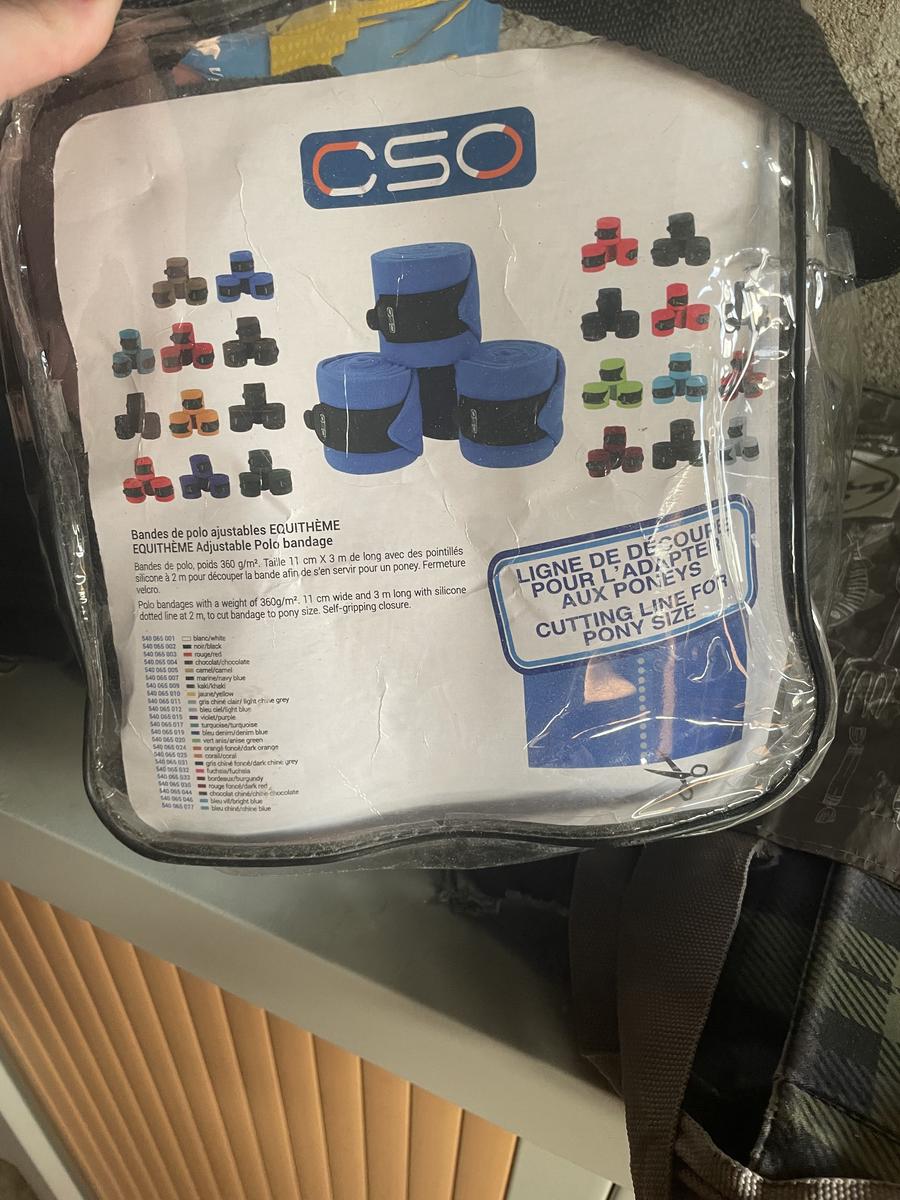 CSO
Bandes de polo ajustables EQUITHÈME
EQUITHÈME Adjustable Polo bandage
Bandes de polo, poids 360 g/m². Taille 11 cm X 3 m de long avec des pointillés
silicone à 2 m pour découper la bande afin de s'en servir pour un poney. Fermeture
velcro.
Polo bandages with a weight of 360g/m², 11 cm wide and 3 m long with silicone
dotted line at 2 m, to cut bandage to pony size. Self-gripping closure.
LIGNE DE DÉCOUPE
POUR L'ADAPTER
AUX PONEYS
CUTTING LINE FOR
PONY SIZE
540 065 001 blanc/white
540 065 002 noir/black
540 065 003 rouge/red
540 065 004 chocolat/chocolate
540 065 005 camel/camel
540 065 007 marine/navy blue
540 065 009 kaki/khaki
540 065 010 jaune/yellow
540 065 011 gris chiné clair/ light chine grey
540 065 012 bleu ciel/light blue
540 065 015 violet/purple
540 065 017 turquoise/turquoise
540 065 019 bleu denim/denim blue
540 065 020 vert anis/anise green
540 065 024 orange foncé/dark orange
540 065 025 corail/coral
540 065 031 gris chiné foncé/dark chine grey
540 065 032 fuchsia/fuchsia
540 065 033 bordeaux/burgundy
540 065 035 rouge foncé/dark red
540 065 044 chocolat chiné/chine chocolate
540 065 046 bleu vif/bright blue
540 065 077 bleu chiné/chine blue